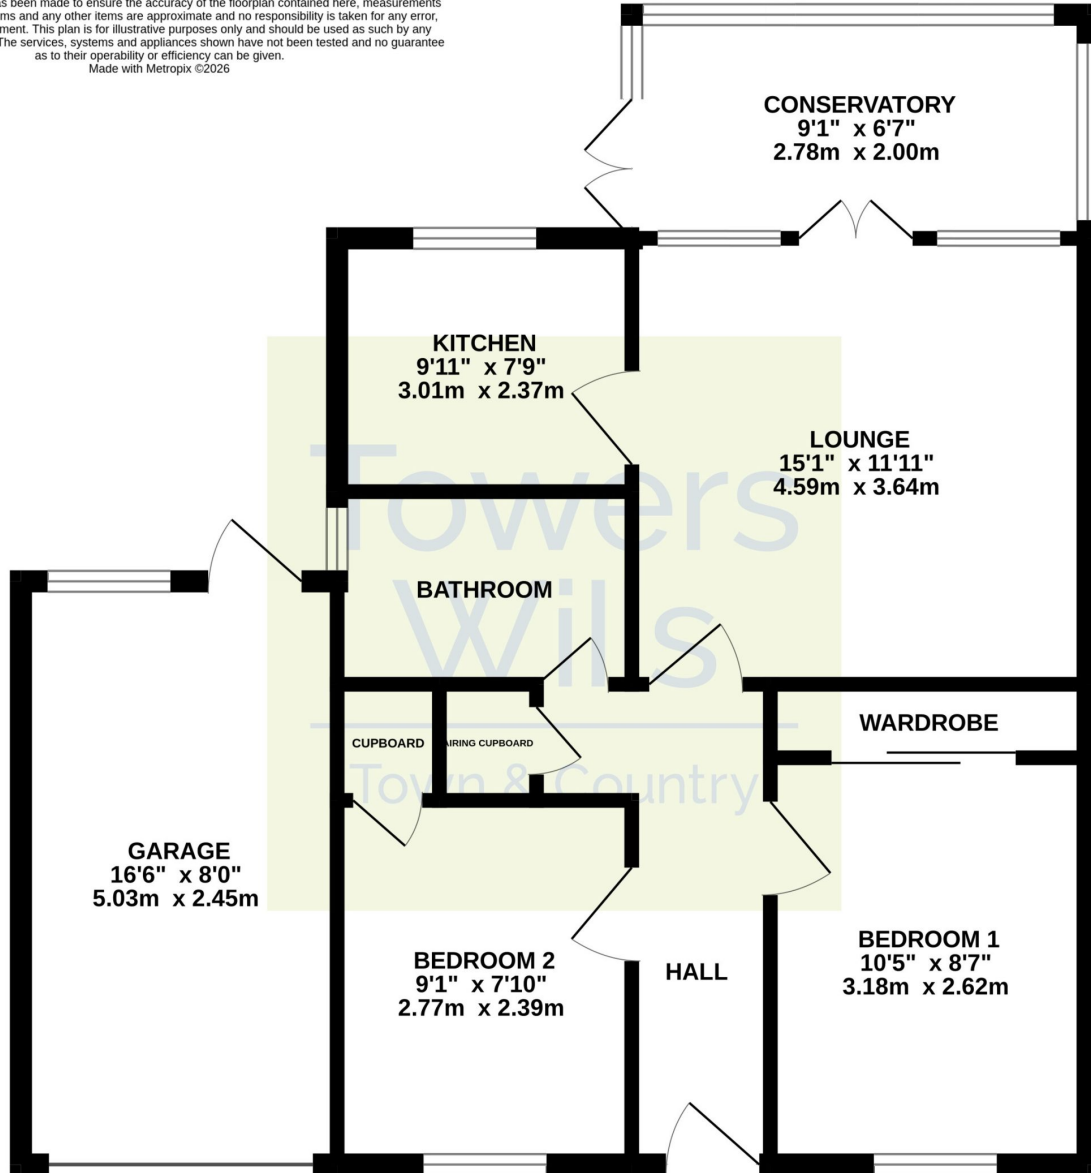 as been made to ensure the accuracy of the floorplan contained here, measurements
ms and any other items are approximate and no responsibility is taken for any error,
ment. This plan is for illustrative purposes only and should be used as such by any
The services, systems and appliances shown have not been tested and no guarantee
as to their operability or efficiency can be given.
Made with Metropix ©2026
CONSERVATORY
9'1" x 6'7"
2.78m x 2.00m
KITCHEN
9'11" x 7'9"
3.01m x 2.37m
LOUNGE
15'1" x 11'11"
4.59m x 3.64m
Towers
Wils
Town & Country
BATHROOM
WARDROBE
CUPBOARD
AIRING CUPBOARD
GARAGE
16'6" x 8'0"
5.03m x 2.45m
BEDROOM 2
9'1" x 7'10"
2.77m x 2.39m
HALL
BEDROOM 1
10'5" x 8'7"
3.18m x 2.62m